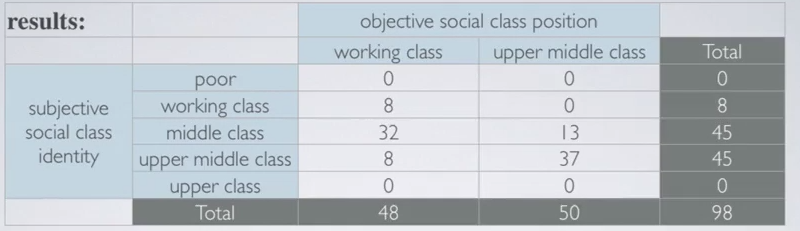 results:
objective social class position
working class upper middle class Total
poor 0 0 0
working class 8 0 8
middle class 32 13 45
upper middle class 8 37 45
upper class 0 0 0
Total 48 50 98
subjective
social class
identity